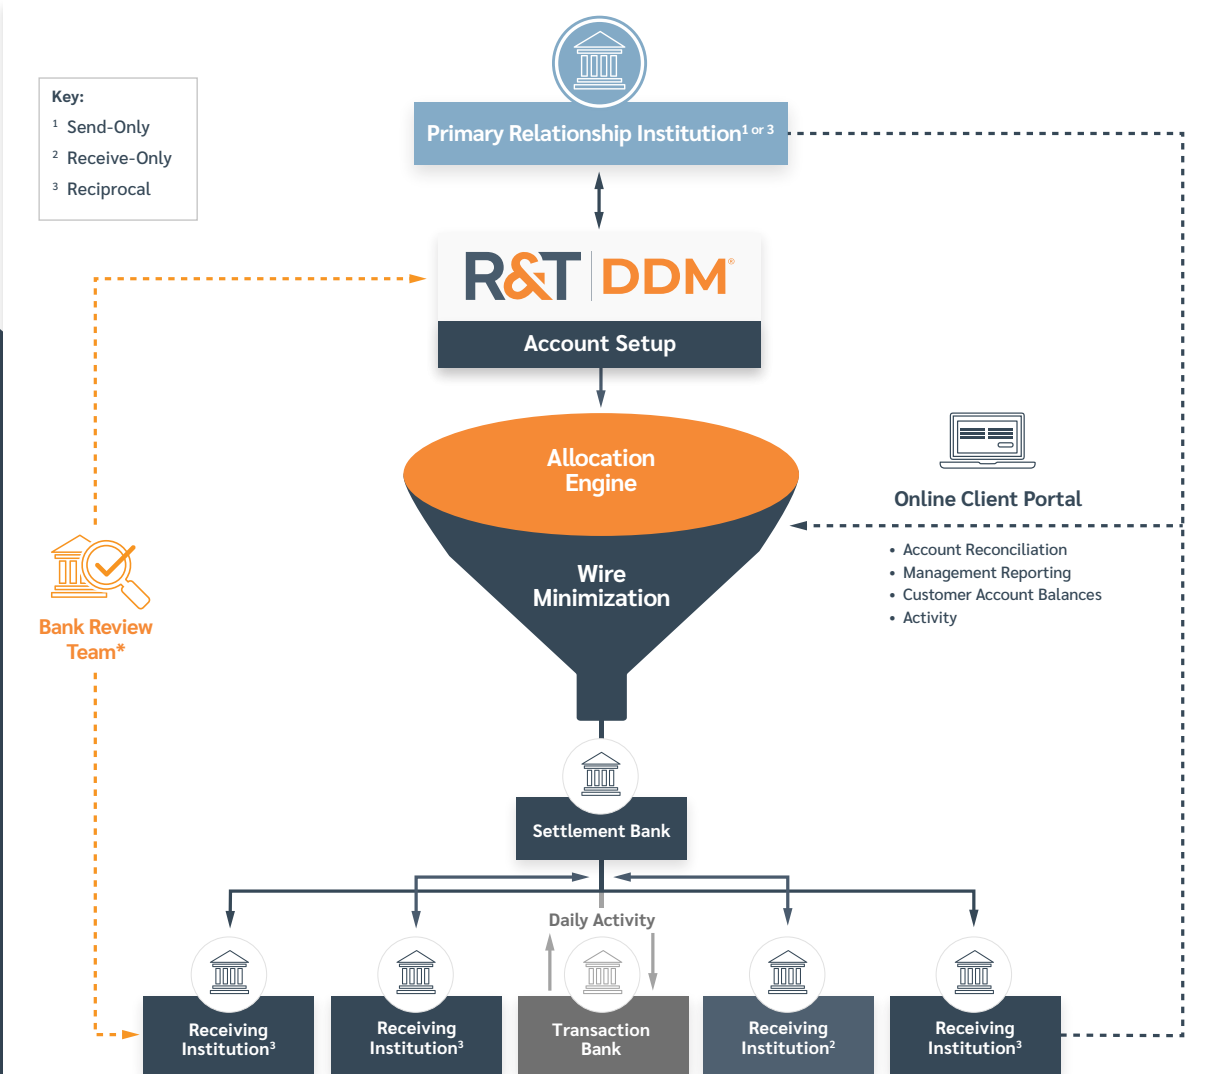 Primary Relationship Institution1 or 3
Key:
1 Send-Only
2 Receive-Only
3 Reciprocal
R&T | DDM®
Account Setup
Allocation
Engine
Wire
Minimization
Online Client Portal
• Account Reconciliation
• Management Reporting
• Customer Account Balances
• Activity
Bank Review
Team*
Settlement Bank
Daily Activity
Receiving
Institution3
Receiving
Institution3
Transaction
Bank
Receiving
Institution2
Receiving
Institution3